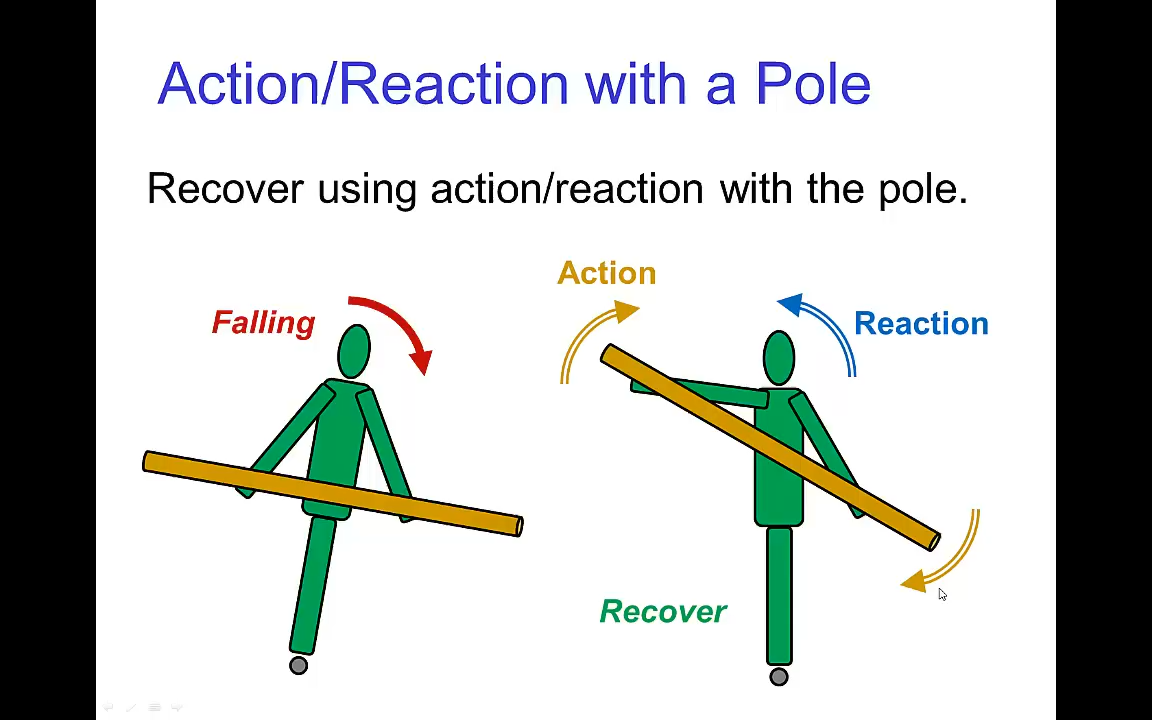 Action/Reaction with a Pole
Recover using action/reaction with the pole.
Action
Falling
Reaction
Recover